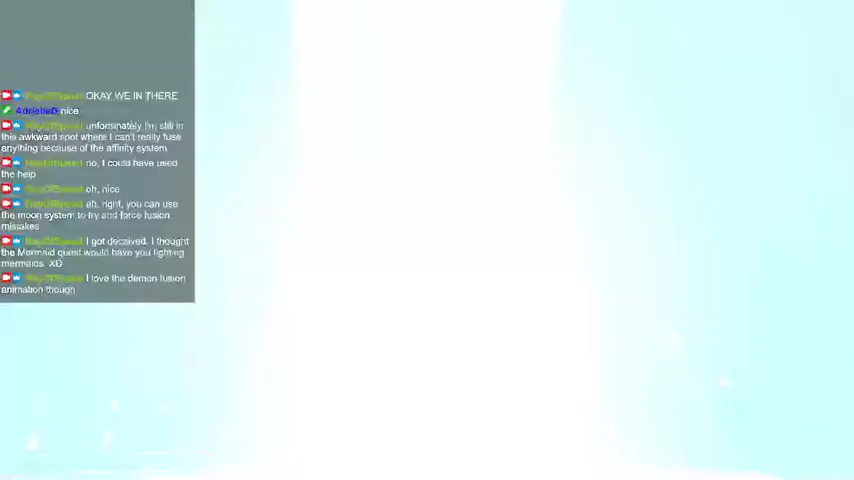 OKAY WE IN THERE
AdrielleD nice
unfortunately I'm still in
this awkward spot where I can't really fuse
anything because of the affinity system
no, I could have used
the help
oh, nice
ah, right, you can use
the moon system to try and force fusion
mistakes
I got deceived. I thought
the Mermaid quest would have you fighting
mermaids. XD
I love the demon fusion
animation though